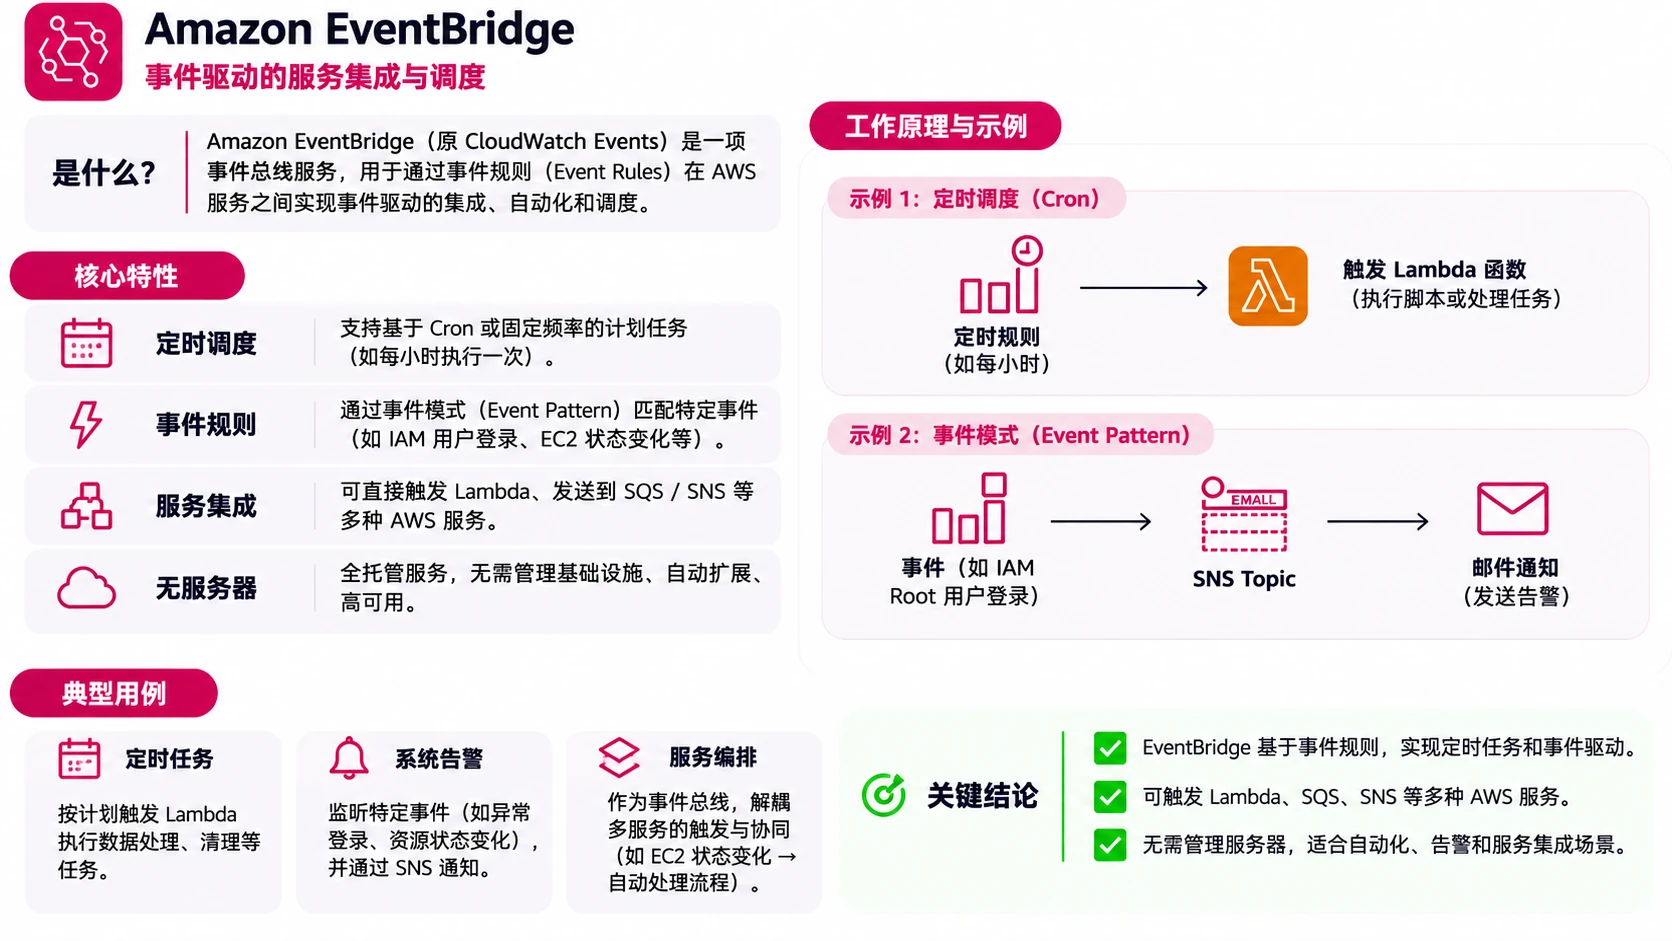 Amazon EventBridge
事件驱动的服务集成与调度
是什么？
Amazon EventBridge（原 CloudWatch Events）是一项
事件总线服务，用于通过事件规则（Event Rules）在 AWS
服务之间实现事件驱动的集成、自动化和调度。
核心特性
定时调度
支持基于 Cron 或固定频率的计划任务
（如每小时执行一次）。
事件规则
通过事件模式（Event Pattern）匹配特定事件
（如 IAM 用户登录、EC2 状态变化等）。
服务集成
可直接触发 Lambda、发送到 SQS / SNS 等
多种 AWS 服务。
无服务器
全托管服务，无需管理基础设施、自动扩展、
高可用。
工作原理与示例
示例 1：定时调度（Cron）
定时规则
（如每小时）
触发 Lambda 函数
（执行脚本或处理任务）
示例 2：事件模式（Event Pattern）
事件（如 IAM
Root 用户登录）
EMALL
SNS Topic
邮件通知
（发送告警）
典型用例
定时任务
按计划触发 Lambda
执行数据处理、清理等
任务。
系统告警
监听特定事件（如异常
登录、资源状态变化），
并通过 SNS 通知。
服务编排
作为事件总线，解耦
多服务的触发与协同
（如 EC2 状态变化 →
自动处理流程）。
关键结论
EventBridge 基于事件规则，实现定时任务和事件驱动。
可触发 Lambda、SQS、SNS 等多种 AWS 服务。
无需管理服务器，适合自动化、告警和服务集成场景。